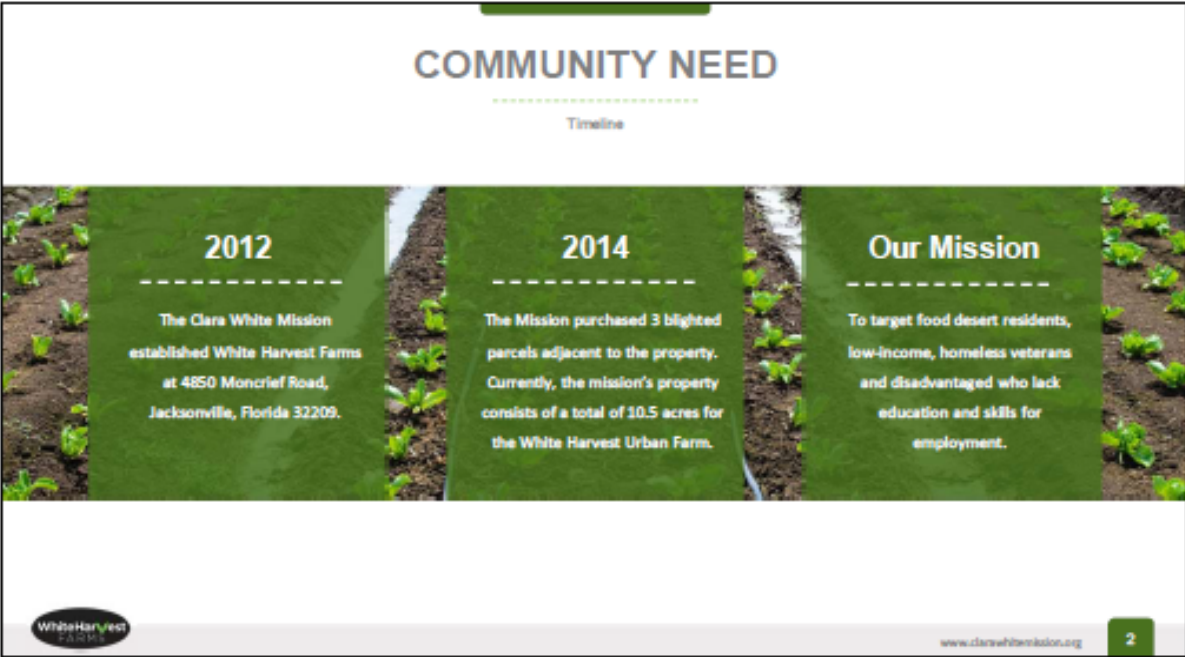 COMMUNITY NEED
Timeline
2012
The Clara White Mission
established White Harvest Farms
at 4850 Moncrief Road,
Jacksonville, Florida 32209.
2014
The Mission purchased 3 blighted
parcels adjacent to the property.
Currently, the mission's property
consists of a total of 10.5 acres for
the White Harvest Urban Farm.
Our Mission
To target food desert residents,
low-income, homeless veterans
and disadvantaged who lack
education and skills for
employment.
WhiteHarvest
FARMS
www.clarawhitemission.org
2